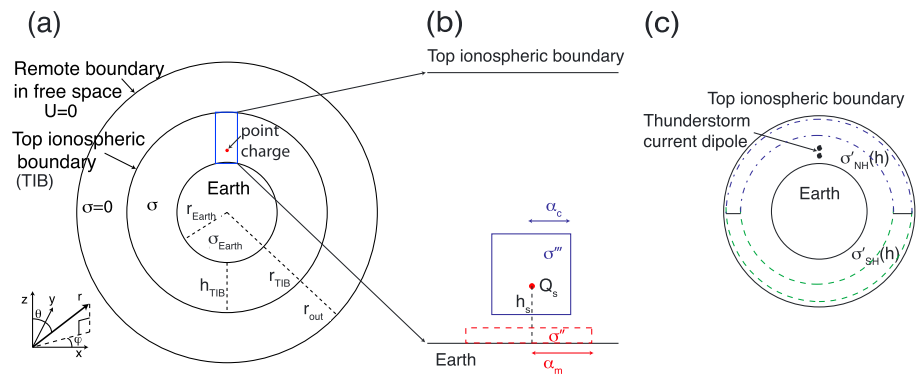 (a)
Remote boundary
in free space
U=0
Top ionospheric
boundary
(TIB)
point
charge
Earth
σ=0
σ
r_Earth
σ_Earth
h_TIB
r_TIB
r_out
z
y
r
θ
φ
x
(b)
Top ionospheric boundary
α_c
σ‴
Q_s
h_s
σ″
Earth
α_m
(c)
Top ionospheric boundary
Thunderstorm
current dipole
σ′_NH(h)
Earth
σ′_SH(h)